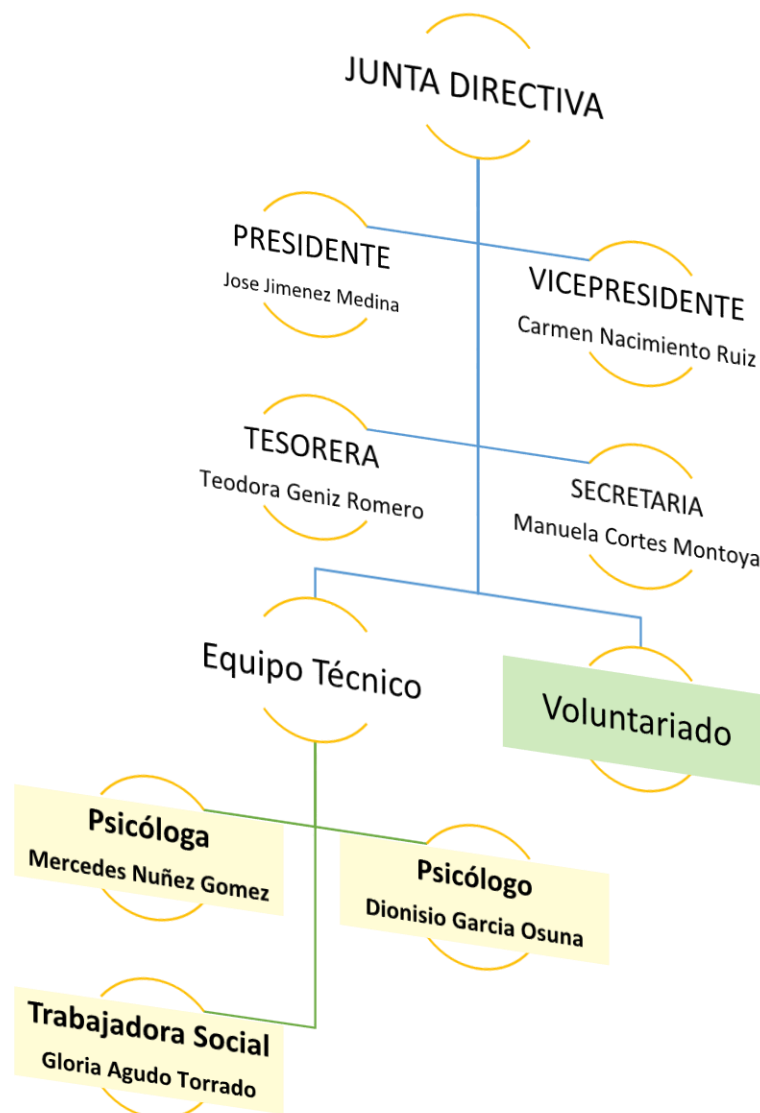 JUNTA DIRECTIVA
PRESIDENTE
Jose Jimenez Medina
VICEPRESIDENTE
Carmen Nacimiento Ruiz
TESORERA
Teodora Geniz Romero
SECRETARIA
Manuela Cortes Montoya
Equipo Técnico
Voluntariado
Psicóloga
Mercedes Nuñez Gomez
Psicólogo
Dionisio Garcia Osuna
Trabajadora Social
Gloria Agudo Torrado